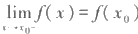 lim f( x ) = f( x₀ )
x→x₀